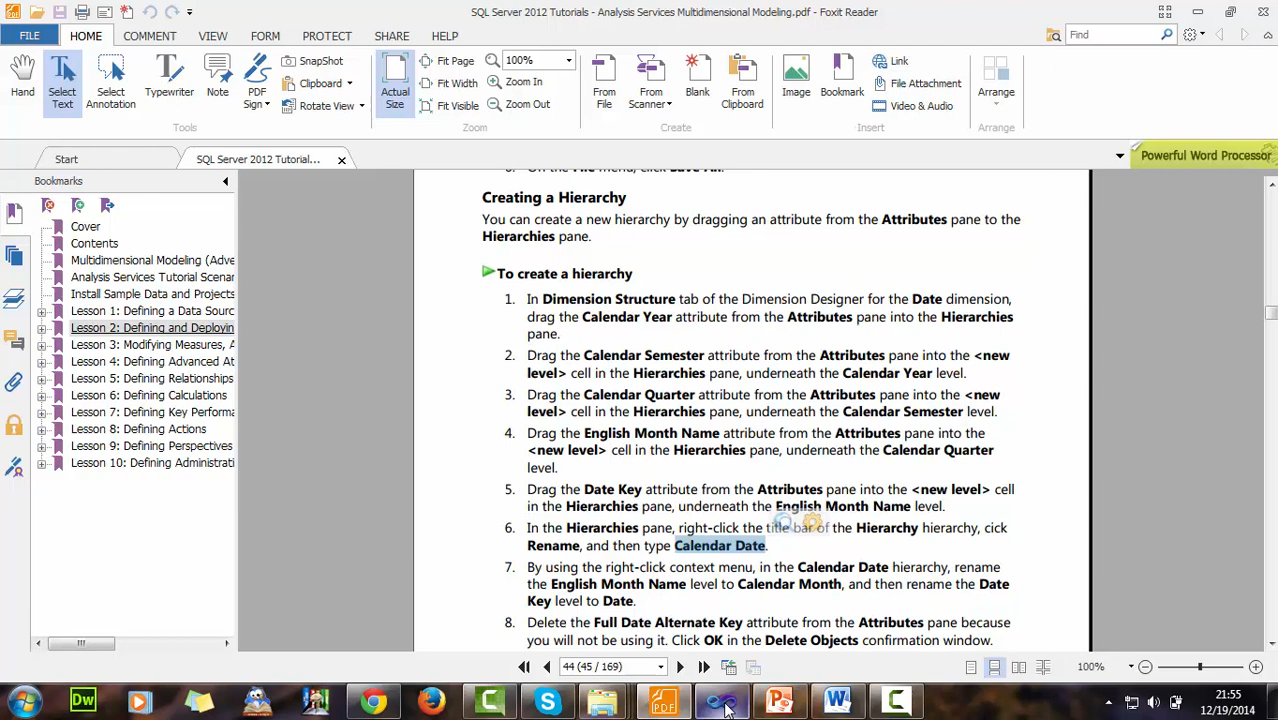 SQL Server 2012 Tutorials - Analysis Services Multidimensional Modeling.pdf - Foxit Reader
FILE HOME COMMENT VIEW FORM PROTECT SHARE HELP
Find
Hand
Select Text
Select Annotation
Typewriter
Note
PDF Sign
SnapShot
Clipboard
Rotate View
Tools
Actual Size
Fit Page
Fit Width
Fit Visible
100%
Zoom In
Zoom Out
Zoom
From File
From Scanner
Blank
From Clipboard
Create
Image
Bookmark
Link
File Attachment
Video & Audio
Insert
Arrange
Arrange
Start
SQL Server 2012 Tutorial...
Powerful Word Processor
Bookmarks
Cover
Contents
Multidimensional Modeling (Adve
Analysis Services Tutorial Scenar
Install Sample Data and Projects
Lesson 1: Defining a Data Sourc
Lesson 2: Defining and Deployin
Lesson 3: Modifying Measures, A
Lesson 4: Defining Advanced At
Lesson 5: Defining Relationships
Lesson 6: Defining Calculations
Lesson 7: Defining Key Performa
Lesson 8: Defining Actions
Lesson 9: Defining Perspectives
Lesson 10: Defining Administrati
Creating a Hierarchy
You can create a new hierarchy by dragging an attribute from the Attributes pane to the
Hierarchies pane.
To create a hierarchy
1. In Dimension Structure tab of the Dimension Designer for the Date dimension,
drag the Calendar Year attribute from the Attributes pane into the Hierarchies
pane.
2. Drag the Calendar Semester attribute from the Attributes pane into the <new
level> cell in the Hierarchies pane, underneath the Calendar Year level.
3. Drag the Calendar Quarter attribute from the Attributes pane into the <new
level> cell in the Hierarchies pane, underneath the Calendar Semester level.
4. Drag the English Month Name attribute from the Attributes pane into the
<new level> cell in the Hierarchies pane, underneath the Calendar Quarter
level.
5. Drag the Date Key attribute from the Attributes pane into the <new level> cell
in the Hierarchies pane, underneath the English Month Name level.
6. In the Hierarchies pane, right-click the title bar of the Hierarchy hierarchy, cick
Rename, and then type Calendar Date.
7. By using the right-click context menu, in the Calendar Date hierarchy, rename
the English Month Name level to Calendar Month, and then rename the Date
Key level to Date.
8. Delete the Full Date Alternate Key attribute from the Attributes pane because
you will not be using it. Click OK in the Delete Objects confirmation window.
44 (45 / 169)
100%
21:55
12/19/2014